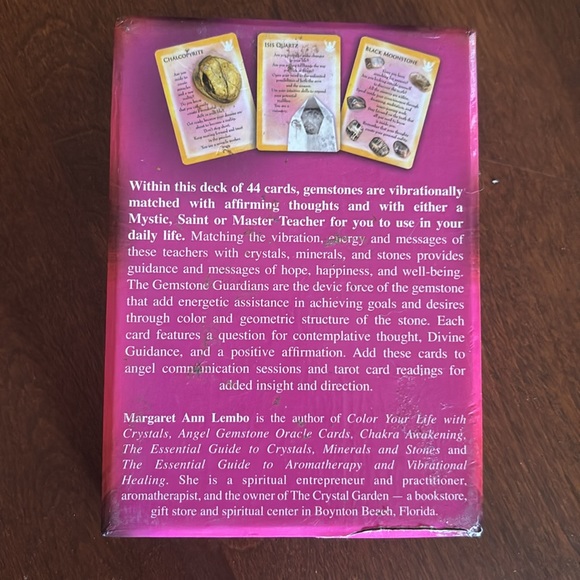 CHALCOPYRITE
ISIS QUARTZ
BLACK MOONSTONE
Within this deck of 44 cards, gemstones are vibrationally
matched with affirming thoughts and with either a
Mystic, Saint or Master Teacher for you to use in your
daily life. Matching the vibration, energy and messages of
these teachers with crystals, minerals, and stones provides
guidance and messages of hope, happiness, and well-being.
The Gemstone Guardians are the devic force of the gemstone
that add energetic assistance in achieving goals and desires
through color and geometric structure of the stone. Each
card features a question for contemplative thought, Divine
Guidance, and a positive affirmation. Add these cards to
angel communication sessions and tarot card readings for
added insight and direction.
Margaret Ann Lembo is the author of Color Your Life with
Crystals, Angel Gemstone Oracle Cards, Chakra Awakening,
The Essential Guide to Crystals, Minerals and Stones and
The Essential Guide to Aromatherapy and Vibrational
Healing. She is a spiritual entrepreneur and practitioner,
aromatherapist, and the owner of The Crystal Garden — a bookstore,
gift store and spiritual center in Boynton Beach, Florida.